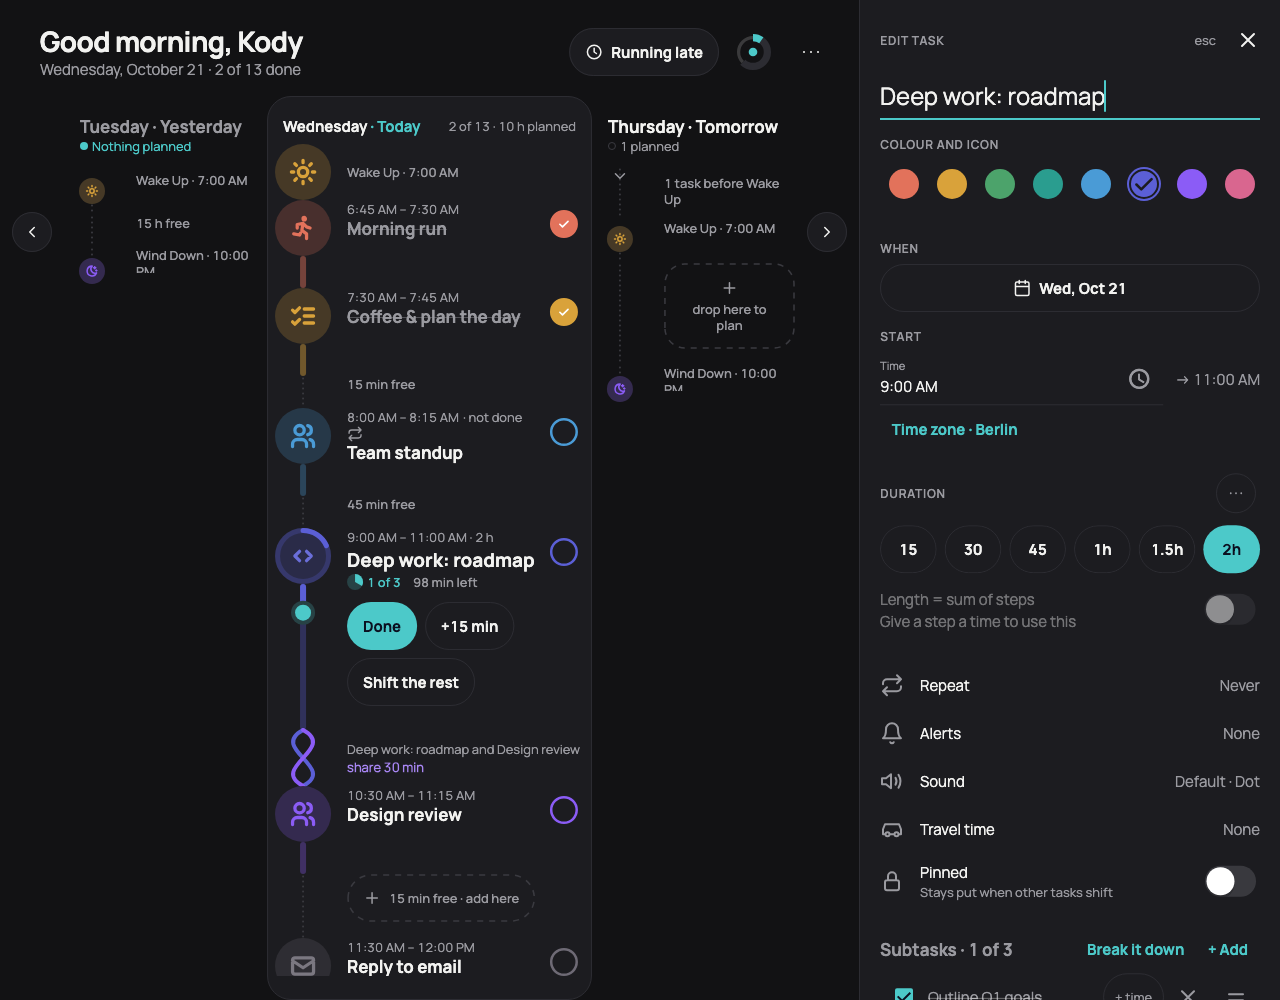 Good morning, Kody
Wednesday, October 21 · 2 of 13 done
Running late
Tuesday · Yesterday
Nothing planned
Wake Up · 7:00 AM
15 h free
Wind Down · 10:00
PM
Wednesday · Today
2 of 13 · 10 h planned
Wake Up · 7:00 AM
6:45 AM – 7:30 AM
Morning run
7:30 AM – 7:45 AM
Coffee & plan the day
15 min free
8:00 AM – 8:15 AM · not done
Team standup
45 min free
9:00 AM – 11:00 AM · 2 h
Deep work: roadmap
1 of 3 98 min left
Done
+15 min
Shift the rest
Deep work: roadmap and Design review
share 30 min
10:30 AM – 11:15 AM
Design review
15 min free · add here
11:30 AM – 12:00 PM
Reply to email
Thursday · Tomorrow
1 planned
1 task before Wake
Up
Wake Up · 7:00 AM
drop here to
plan
Wind Down · 10:00
PM
EDIT TASK
esc
Deep work: roadmap
COLOUR AND ICON
WHEN
Wed, Oct 21
START
Time
9:00 AM
→ 11:00 AM
Time zone · Berlin
DURATION
15
30
45
1h
1.5h
2h
Length = sum of steps
Give a step a time to use this
Repeat
Never
Alerts
None
Sound
Default · Dot
Travel time
None
Pinned
Stays put when other tasks shift
Subtasks · 1 of 3
Break it down
+ Add
Outline Q1 goals
+ time